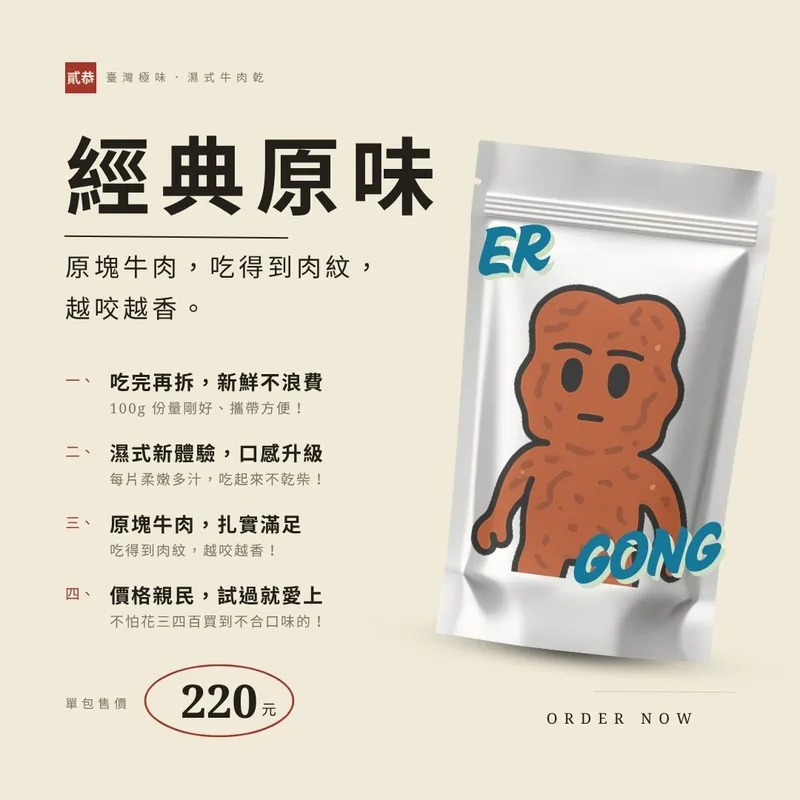 貳恭
臺灣極味·濕式牛肉乾
經典原味
原塊牛肉，吃得到肉紋，
越咬越香。
一、 吃完再拆，新鮮不浪費
100g 份量剛好、攜帶方便！
二、 濕式新體驗，口感升級
每片柔嫩多汁，吃起來不乾柴！
三、 原塊牛肉，扎實滿足
吃得到肉紋，越咬越香！
四、 價格親民，試過就愛上
不怕花三四百買到不合口味的！
單包售價 220 元
ER
GONG
ORDER NOW